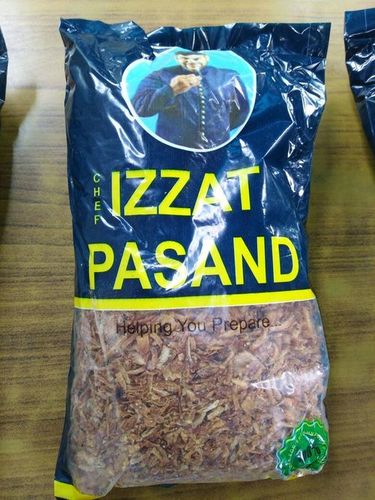 CHEF
IZZAT
PASAND
Helping You Prepare...